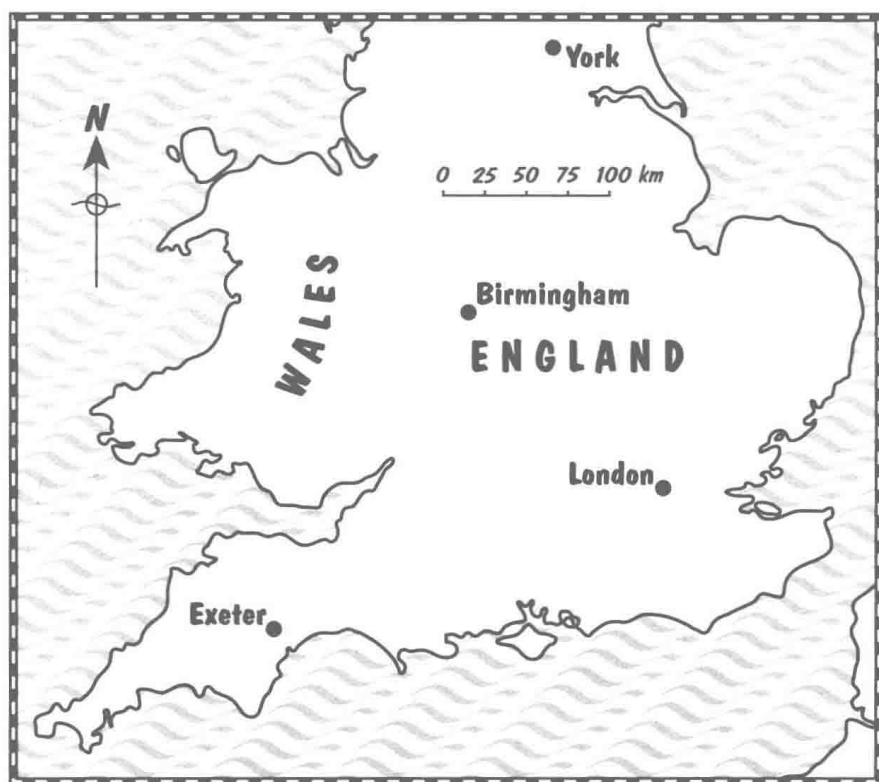 York
N
0 25 50 75 100 km
Birmingham
WALES
ENGLAND
London
Exeter